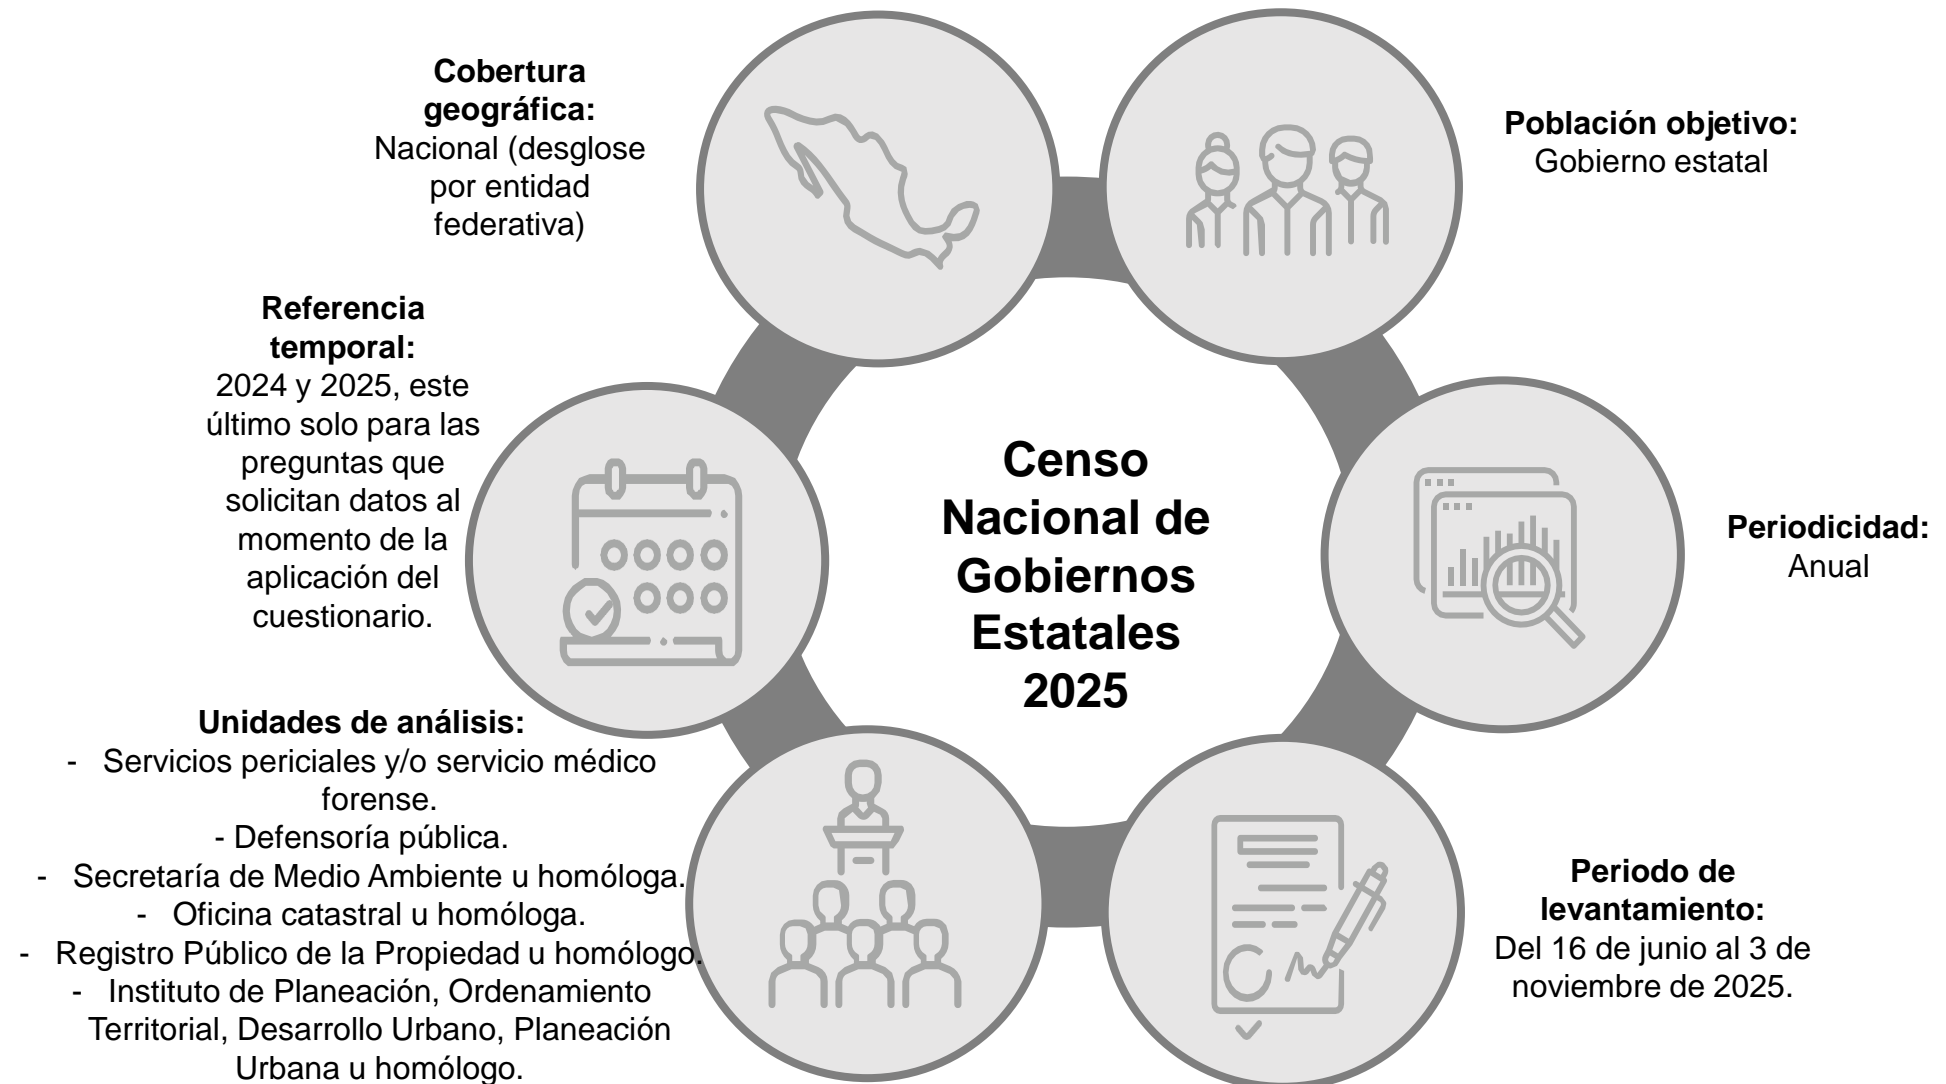 Cobertura
geográfica:
Nacional (desglose
por entidad
federativa)
Población objetivo:
Gobierno estatal
Referencia
temporal:
2024 y 2025, este
último solo para las
preguntas que
solicitan datos al
momento de la
aplicación del
cuestionario.
Censo
Nacional de
Gobiernos
Estatales
2025
Periodicidad:
Anual
Unidades de análisis:
- Servicios periciales y/o servicio médico
forense.
- Defensoría pública.
- Secretaría de Medio Ambiente u homóloga.
- Oficina catastral u homóloga.
- Registro Público de la Propiedad u homólogo.
- Instituto de Planeación, Ordenamiento
Territorial, Desarrollo Urbano, Planeación
Urbana u homólogo.
Periodo de
levantamiento:
Del 16 de junio al 3 de
noviembre de 2025.